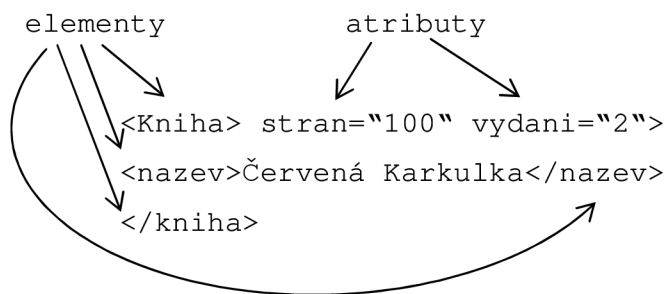 elementy atributy
<Kniha> stran="100" vydani="2">
<nazev>Červená Karkulka</nazev>
</kniha>